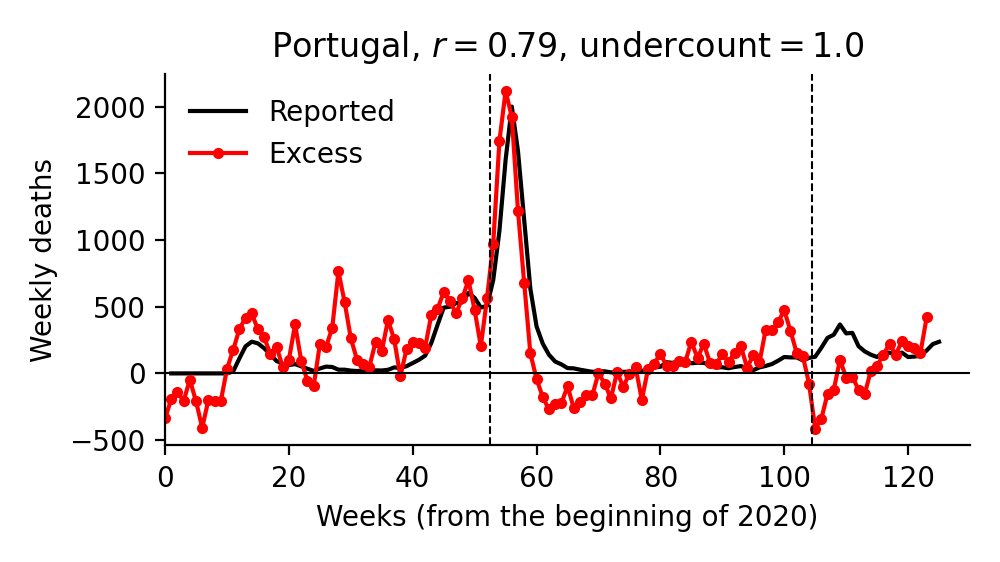 Portugal, r = 0.79, undercount = 1.0
Reported
Excess
2000
1500
1000
500
0
−500
Weekly deaths
0 20 40 60 80 100 120
Weeks (from the beginning of 2020)